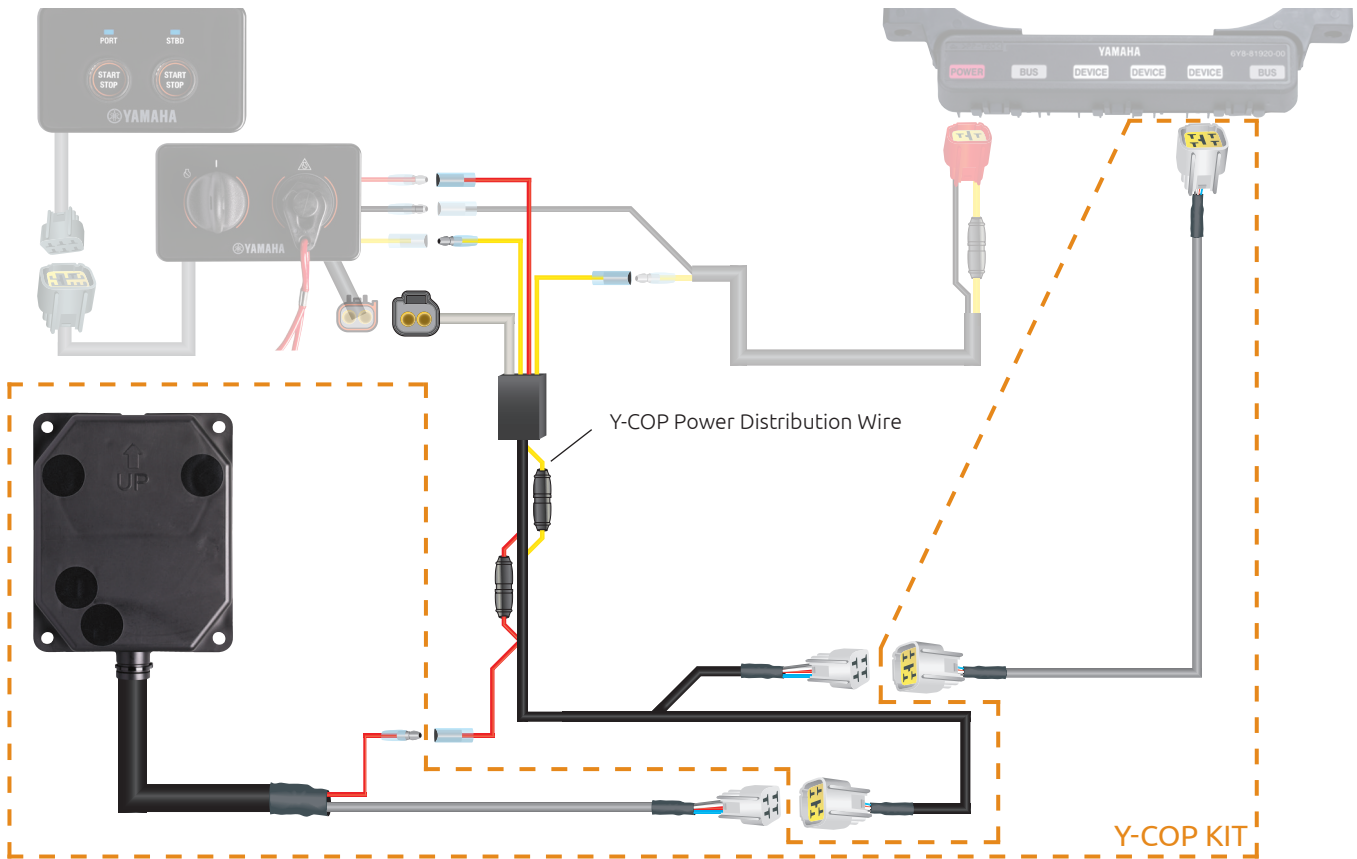 PORT STBD
START STOP START STOP
YAMAHA
YAMAHA
YAMAHA 6Y8-81920-00
POWER BUS DEVICE DEVICE DEVICE BUS
Y-COP Power Distribution Wire
UP
Y-COP KIT